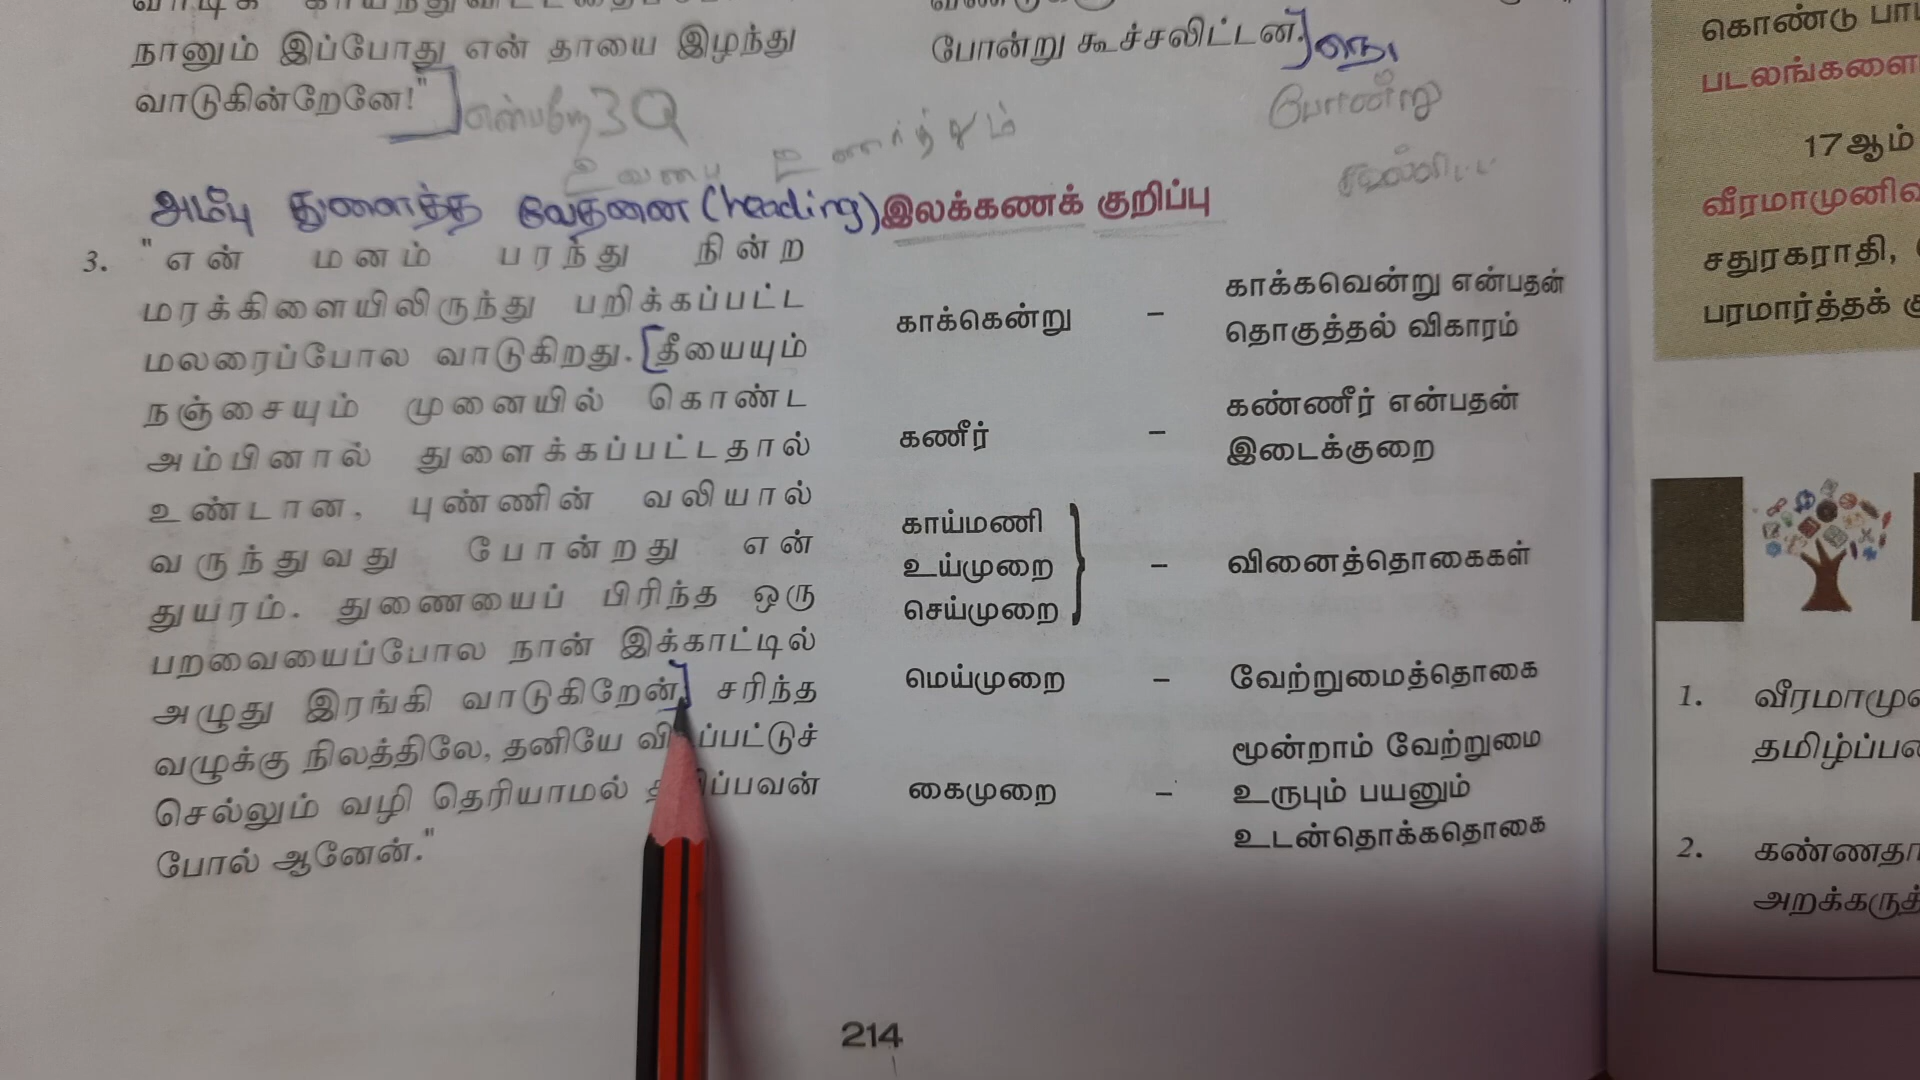 நானும் இப்போது என் தாயை இழந்து
வாடுகின்றேனே!"
3Q
அம்பு துளைத்த வேதனை (heading)
3. "என் மனம் பரந்து நின்ற
மரக்கிளையிலிருந்து பறிக்கப்பட்ட
மலரைப்போல வாடுகிறது. [தீயையும்
நஞ்சையும் முனையில் கொண்ட
அம்பினால் துளைக்கப்பட்டதால்
உண்டான, புண்ணின் வலியால்
வருந்துவது போன்றது என்
துயரம். துணையைப் பிரிந்த ஒரு
பறவையைப்போல நான் இக்காட்டில்
அழுது இரங்கி வாடுகிறேன்] சரிந்த
வழுக்கு நிலத்திலே, தனியே
செல்லும் வழி தெரியாமல்
போல் ஆனேன்."
போன்று கூச்சலிட்டன.]
போன்று
இலக்கணக் குறிப்பு
காக்கென்று - காக்கவென்று என்பதன்
தொகுத்தல் விகாரம்
கணீர் - கண்ணீர் என்பதன்
இடைக்குறை
காய்மணி
உய்முறை - வினைத்தொகைகள்
செய்முறை
மெய்முறை - வேற்றுமைத்தொகை
கைமுறை - மூன்றாம் வேற்றுமை
உருபும் பயனும்
உடன்தொக்கதொகை
214
கொண்டு
படலங்களை
17ஆம்
சதுரகராதி,
பரமார்த்தக்
1.
2.